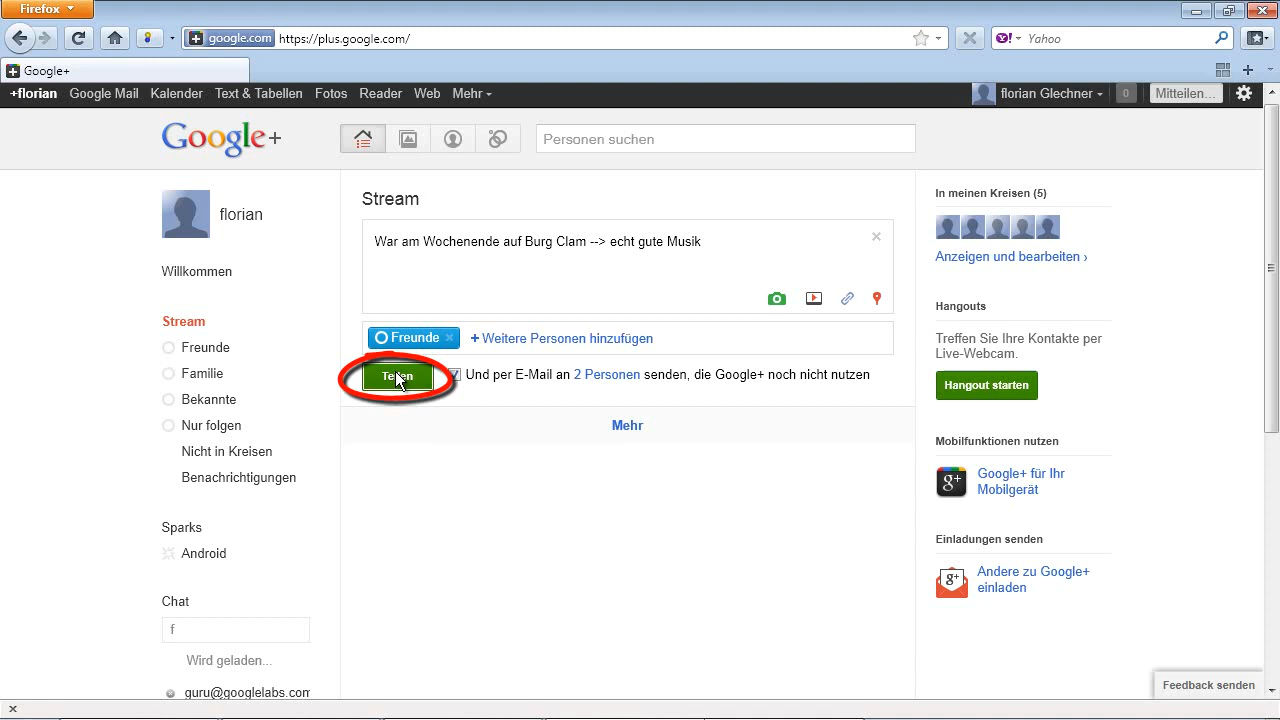 Firefox
google.com https://plus.google.com/
Yahoo
Google+
+florian Google Mail Kalender Text & Tabellen Fotos Reader Web Mehr florian Glechner 0 Mitteilen...
Google+ Personen suchen
florian
Willkommen
Stream
Freunde
Familie
Bekannte
Nur folgen
Nicht in Kreisen
Benachrichtigungen
Sparks
Android
Chat
f
Wird geladen...
guru@googlelabs.com
Stream
War am Wochenende auf Burg Clam --> echt gute Musik
Freunde + Weitere Personen hinzufügen
Teilen Und per E-Mail an 2 Personen senden, die Google+ noch nicht nutzen
Mehr
In meinen Kreisen (5)
Anzeigen und bearbeiten ›
Hangouts
Treffen Sie Ihre Kontakte per
Live-Webcam.
Hangout starten
Mobilfunktionen nutzen
g+
Google+ für Ihr
Mobilgerät
Einladungen senden
g+
Andere zu Google+
einladen
Feedback senden